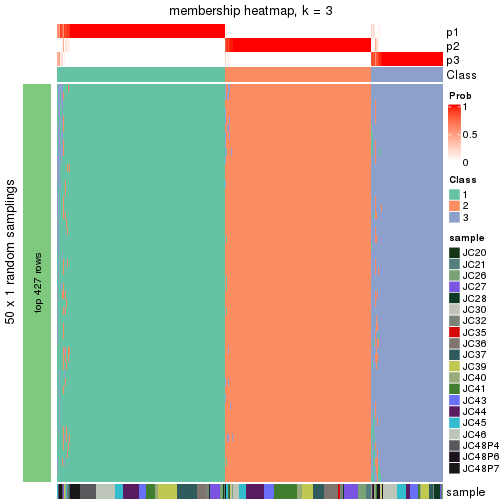 membership heatmap, k = 3
p1
p2
p3
Class
50 x 1 random samplings
top 427 rows
Prob
1
0.5
0
Class
1
2
3
sample
JC20
JC21
JC26
JC27
JC28
JC30
JC32
JC35
JC36
JC37
JC39
JC40
JC41
JC43
JC44
JC45
JC46
JC48P4
JC48P6
JC48P7
sample